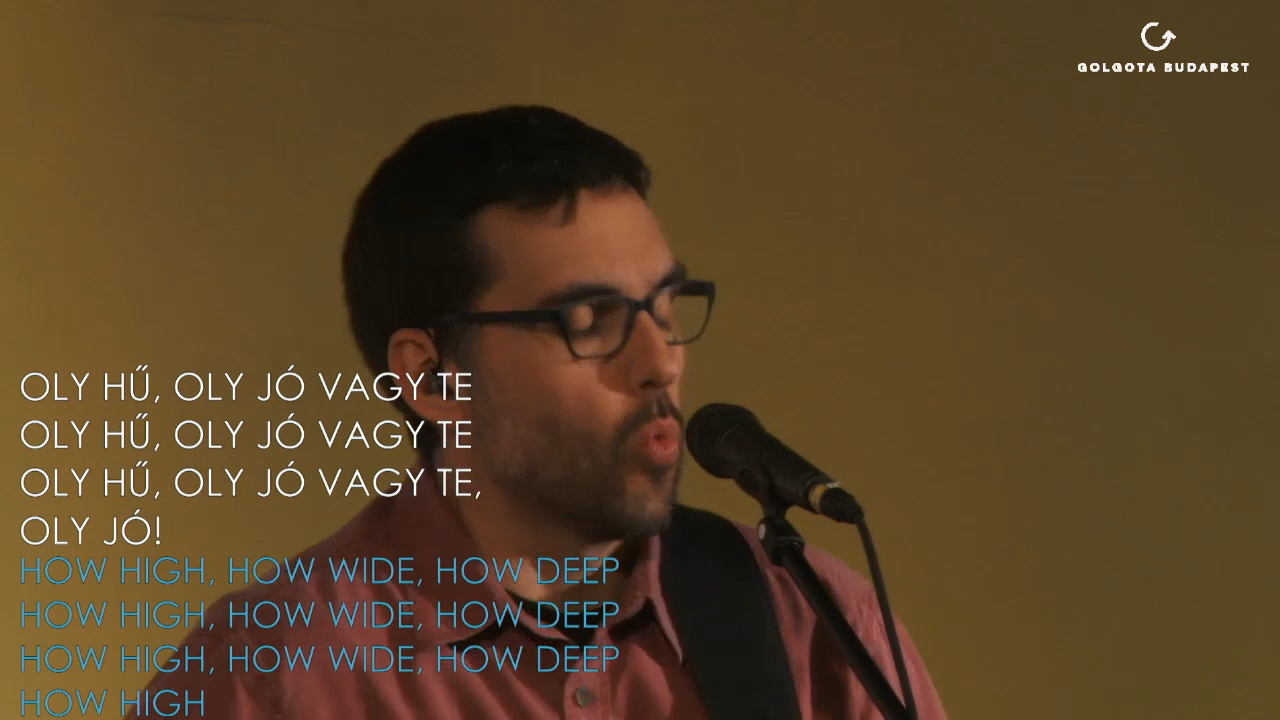 GOLGOTA BUDAPEST
OLY HŰ, OLY JÓ VAGY TE
OLY HŰ, OLY JÓ VAGY TE
OLY HŰ, OLY JÓ VAGY TE,
OLY JÓ!
HOW HIGH, HOW WIDE, HOW DEEP
HOW HIGH, HOW WIDE, HOW DEEP
HOW HIGH, HOW WIDE, HOW DEEP
HOW HIGH